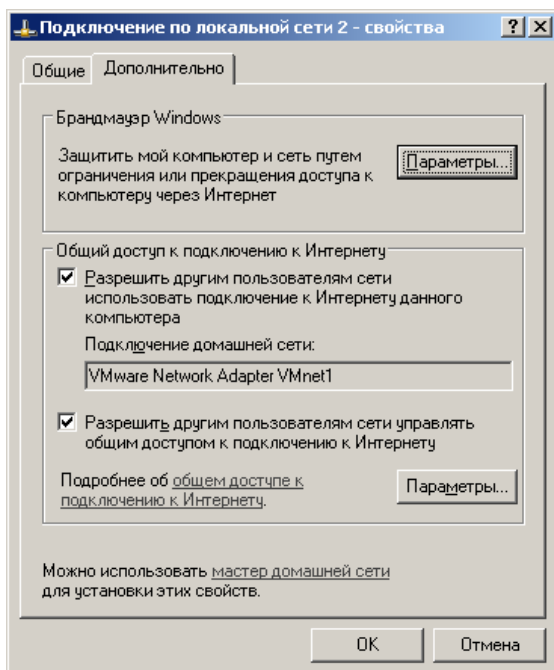 Подключение по локальной сети 2 - свойства
Общие
Дополнительно
Брандмауэр Windows
Защитить мой компьютер и сеть путем
ограничения или прекращения доступа к
компьютеру через Интернет
Параметры...
Общий доступ к подключению к Интернету
Разрешить другим пользователям сети
использовать подключение к Интернету данного
компьютера
Подключение домашней сети:
VMware Network Adapter VMnet1
Разрешить другим пользователям сети управлять
общим доступом к подключению к Интернету
Подробнее об общем доступе к
подключению к Интернету.
Параметры...
Можно использовать мастер домашней сети
для установки этих свойств.
OK
Отмена